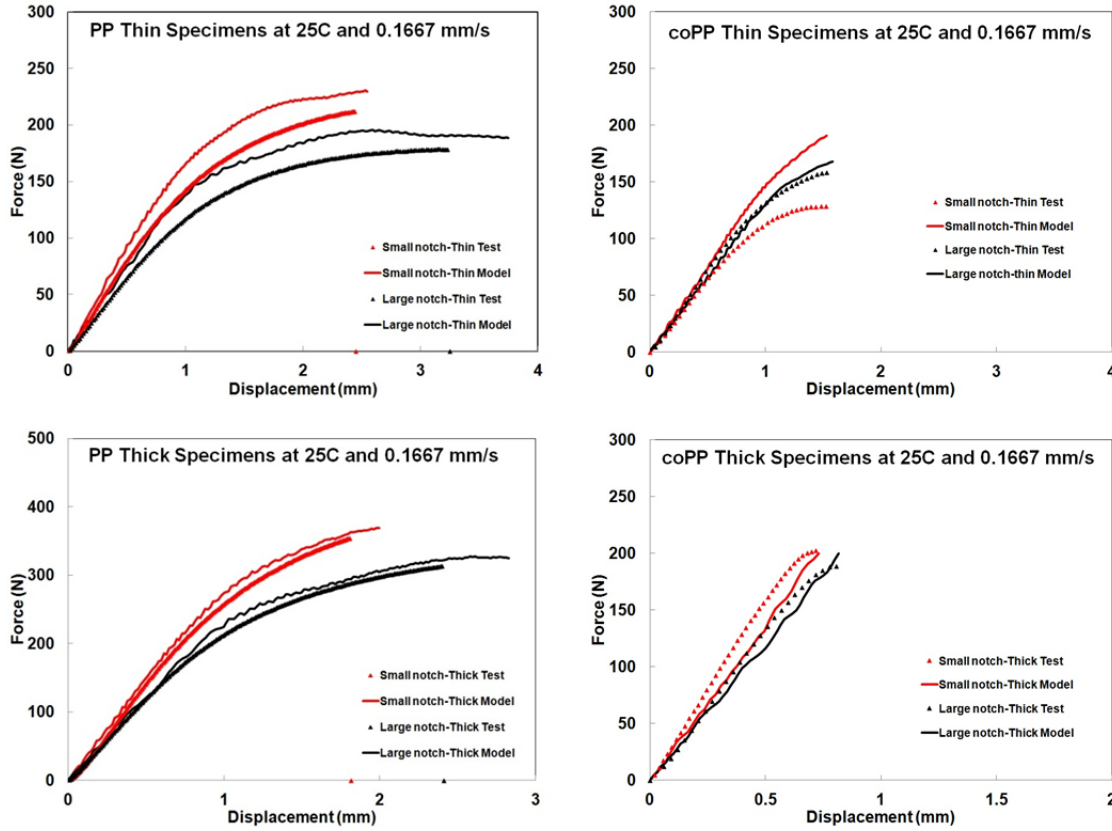 PP Thin Specimens at 25C and 0.1667 mm/s
300
250
200
150
100
50
0
Force (N)
0 1 2 3 4
Displacement (mm)
Small notch-Thin Test
Small notch-Thin Model
Large notch-Thin Test
Large notch-Thin Model
coPP Thin Specimens at 25C and 0.1667 mm/s
300
250
200
150
100
50
0
Force (N)
0 1 2 3 4
Displacement (mm)
Small notch-Thin Test
Small notch-Thin Model
Large notch-Thin Test
Large notch-thin Model
PP Thick Specimens at 25C and 0.1667 mm/s
500
400
300
200
100
0
Force (N)
0 1 2 3
Displacement (mm)
Small notch-Thick Test
Small notch-Thick Model
Large notch-Thick Test
Large notch-Thick Model
coPP Thick Specimens at 25C and 0.1667 mm/s
300
250
200
150
100
50
0
Force (N)
0 0.5 1 1.5 2
Displacement (mm)
Small notch-Thick Test
Small notch-Thick Model
Large notch-Thick Test
Large notch-Thick Model